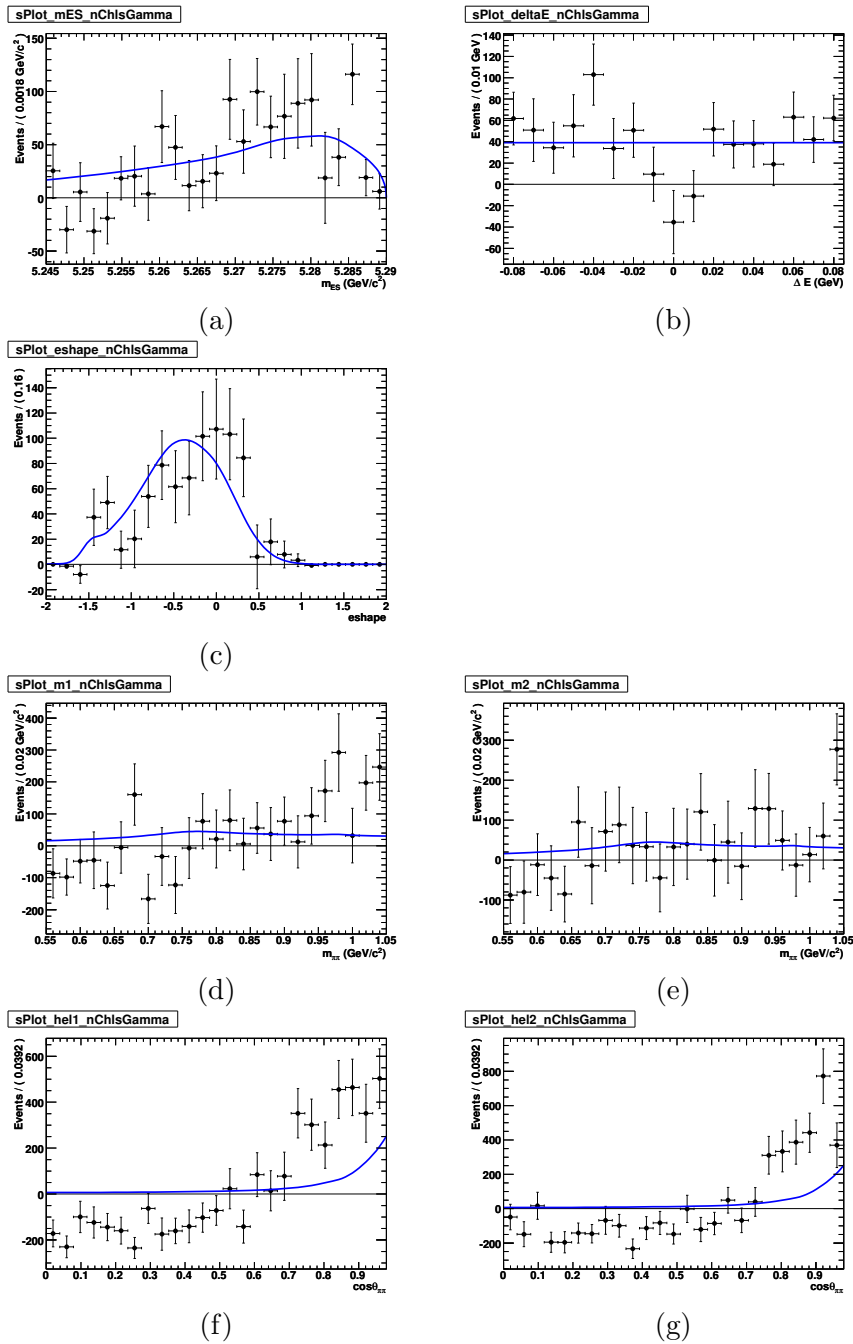 sPlot_mES_nChlsGamma
Events / ( 0.0018 GeV/c² )
150
100
50
0
-50
5.245 5.25 5.255 5.26 5.265 5.27 5.275 5.28 5.285 5.29
m_ES (GeV/c²)
(a)
sPlot_deltaE_nChlsGamma
Events / ( 0.01 GeV )
140
120
100
80
60
40
20
0
-20
-40
-60
-0.08 -0.06 -0.04 -0.02 0 0.02 0.04 0.06 0.08
Δ E (GeV)
(b)
sPlot_eshape_nChlsGamma
Events / ( 0.16 )
140
120
100
80
60
40
20
0
-20
-2 -1.5 -1 -0.5 0 0.5 1 1.5 2
eshape
(c)
sPlot_m1_nChlsGamma
Events / ( 0.02 GeV/c² )
400
300
200
100
0
-100
-200
0.55 0.6 0.65 0.7 0.75 0.8 0.85 0.9 0.95 1 1.05
m_ππ (GeV/c²)
(d)
sPlot_m2_nChlsGamma
Events / ( 0.02 GeV/c² )
300
200
100
0
-100
0.55 0.6 0.65 0.7 0.75 0.8 0.85 0.9 0.95 1 1.05
m_ππ (GeV/c²)
(e)
sPlot_hel1_nChlsGamma
Events / ( 0.0392 )
600
400
200
0
-200
0 0.1 0.2 0.3 0.4 0.5 0.6 0.7 0.8 0.9
cosθ_ππ
(f)
sPlot_hel2_nChlsGamma
Events / ( 0.0392 )
800
600
400
200
0
-200
0 0.1 0.2 0.3 0.4 0.5 0.6 0.7 0.8 0.9
cosθ_ππ
(g)